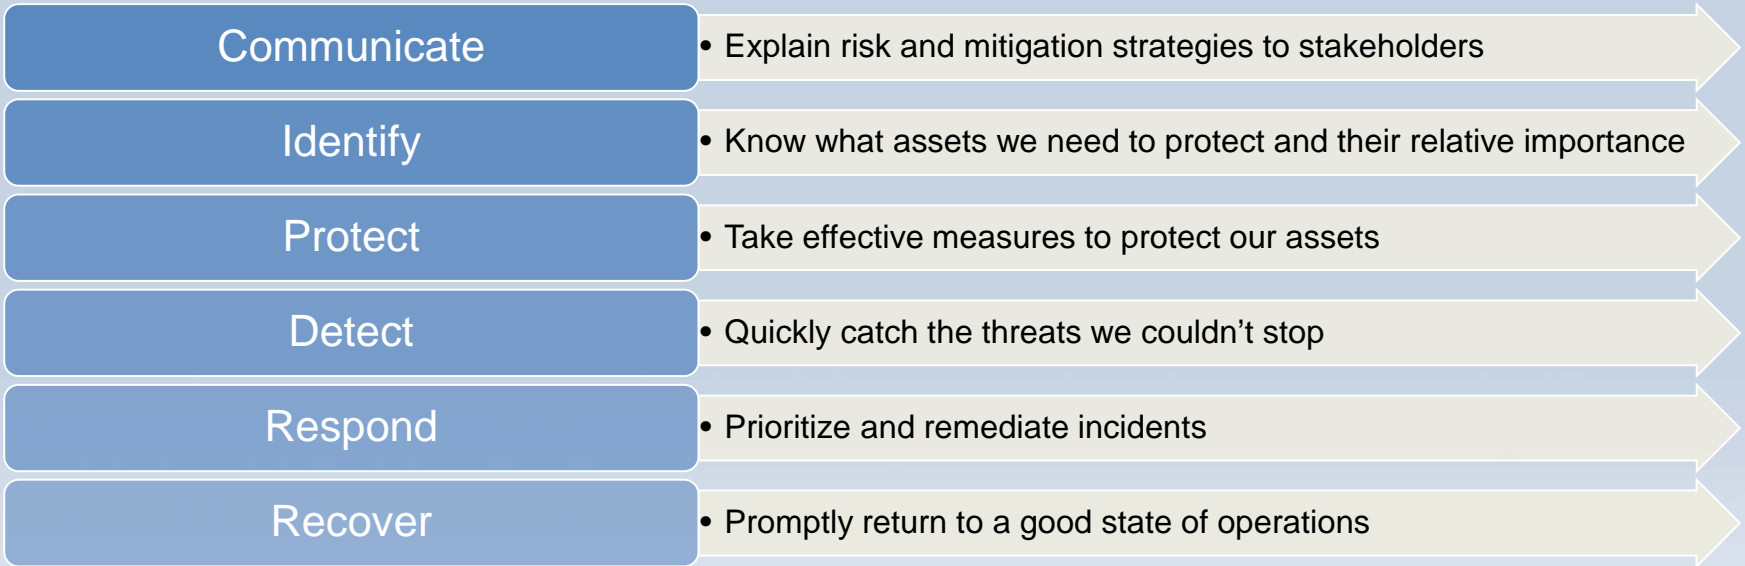 Communicate
• Explain risk and mitigation strategies to stakeholders
Identify
• Know what assets we need to protect and their relative importance
Protect
• Take effective measures to protect our assets
Detect
• Quickly catch the threats we couldn’t stop
Respond
• Prioritize and remediate incidents
Recover
• Promptly return to a good state of operations